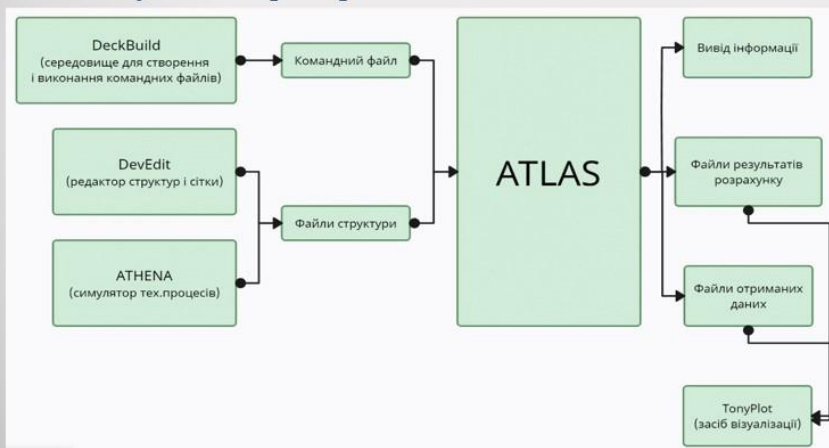 DeckBuild
(середовище для створення
і виконання командних файлів)
Командний файл
DevEdit
(редактор структур і сітки)
Файли структури
ATHENA
(симулятор тех.процесів)
ATLAS
Вивід інформації
Файли результатів
розрахунку
Файли отриманих
даних
TonyPlot
(засіб візуалізації)